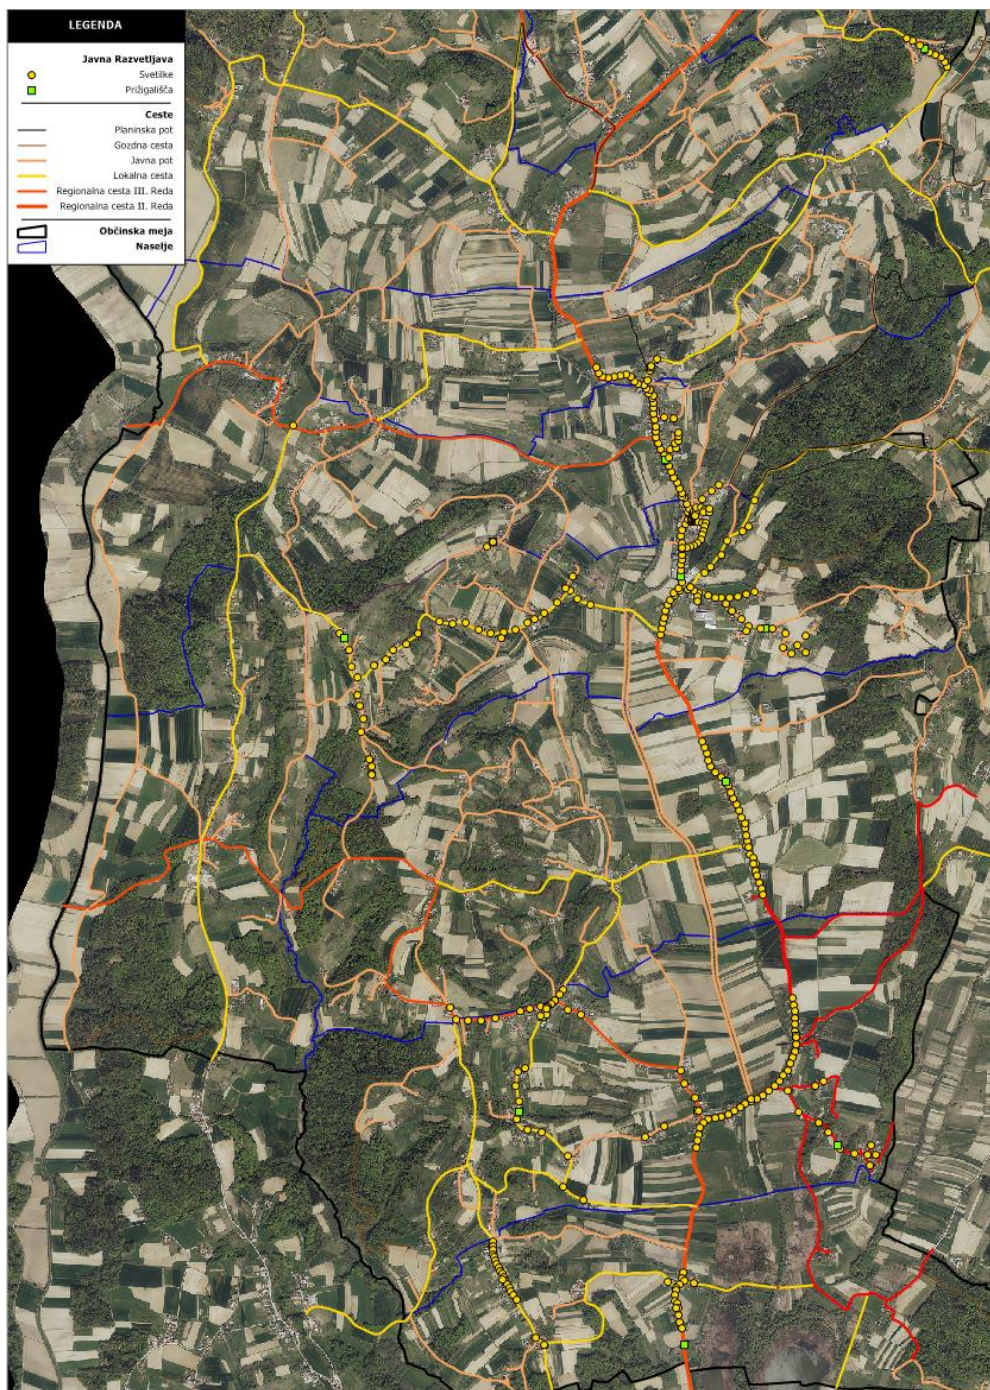 LEGENDA
Javna Razvetljava
Svetilke
Prižigališča
Ceste
Planinska pot
Gozdna cesta
Javna pot
Lokalna cesta
Regionalna cesta III. Reda
Regionalna cesta II. Reda
Občinska meja
Naselje